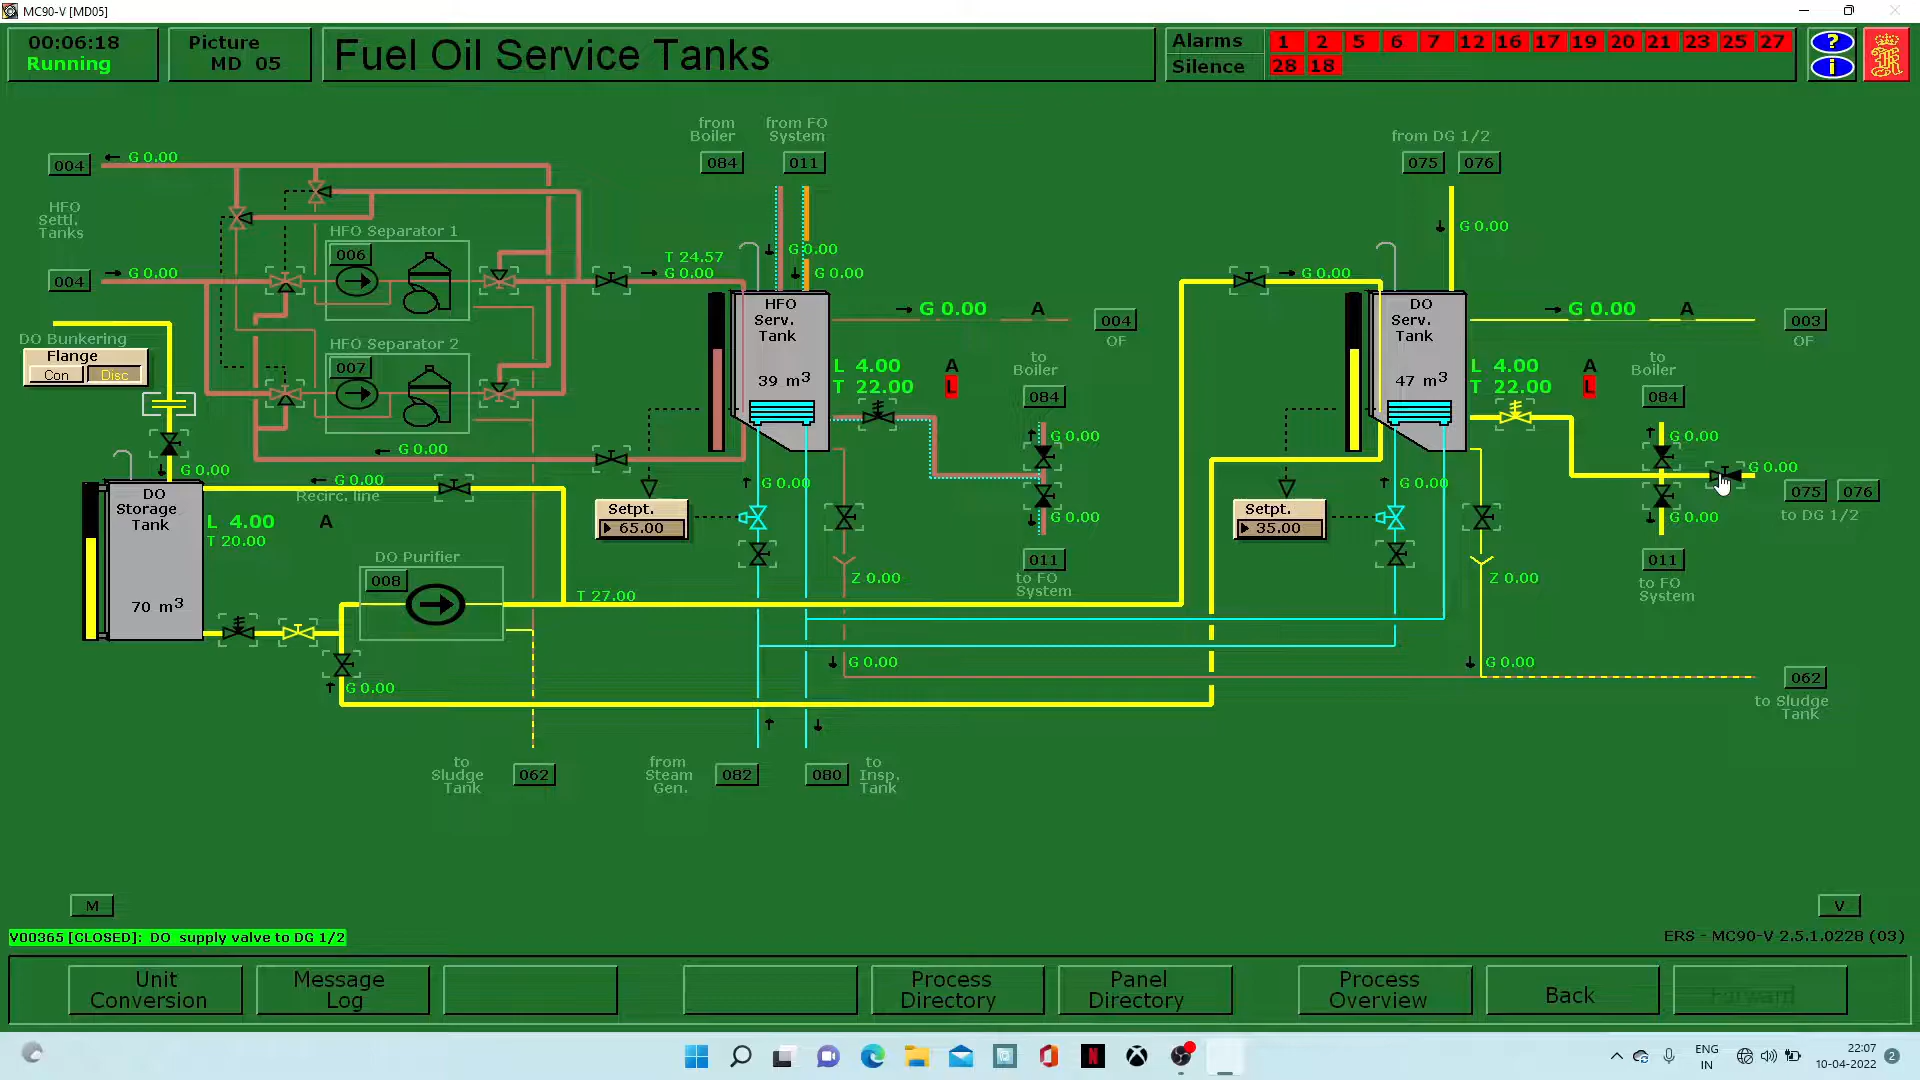 MC90-V [MD05]
00:06:18
Running
Picture
MD 05
Fuel Oil Service Tanks
Alarms 1 2 5 6 7 12 16 17 19 20 21 23 25 27
Silence 28 18
?
i
from
Boiler
084
from FO
System
011
from DG 1/2
075 076
004
G 0.00
HFO
Settl.
Tanks
004
G 0.00
HFO Separator 1
006
HFO Separator 2
007
T 24.57
G 0.00
G 0.00
G 0.00
G 0.00
G 0.00
HFO
Serv.
Tank
39 m3
G 0.00 A
004
OF
L 4.00 A
T 22.00 L
to
Boiler
084
G 0.00
G 0.00
011
to FO
System
DO
Serv.
Tank
47 m3
G 0.00 A
003
OF
L 4.00 A
T 22.00 L
to
Boiler
084
G 0.00
G 0.00
G 0.00
075 076
to DG 1/2
011
to FO
System
DO Bunkering
Flange
Con Disc
G 0.00
G 0.00
G 0.00
Recirc. line
DO
Storage
Tank
70 m3
L 4.00 A
T 20.00
DO Purifier
008
T 27.00
G 0.00
Setpt.
65.00
G 0.00
Z 0.00
G 0.00
Setpt.
35.00
G 0.00
Z 0.00
G 0.00
062
to Sludge
Tank
to
Sludge
Tank
062
from
Steam
Gen.
082
080
to
Insp.
Tank
M
V
V00365 [CLOSED]: DO supply valve to DG 1/2
ERS - MC90-V 2.5.1.0228 (03)
Unit
Conversion
Message
Log
Process
Directory
Panel
Directory
Process
Overview
Back
Forward
ENG
IN
22:07
10-04-2022
2